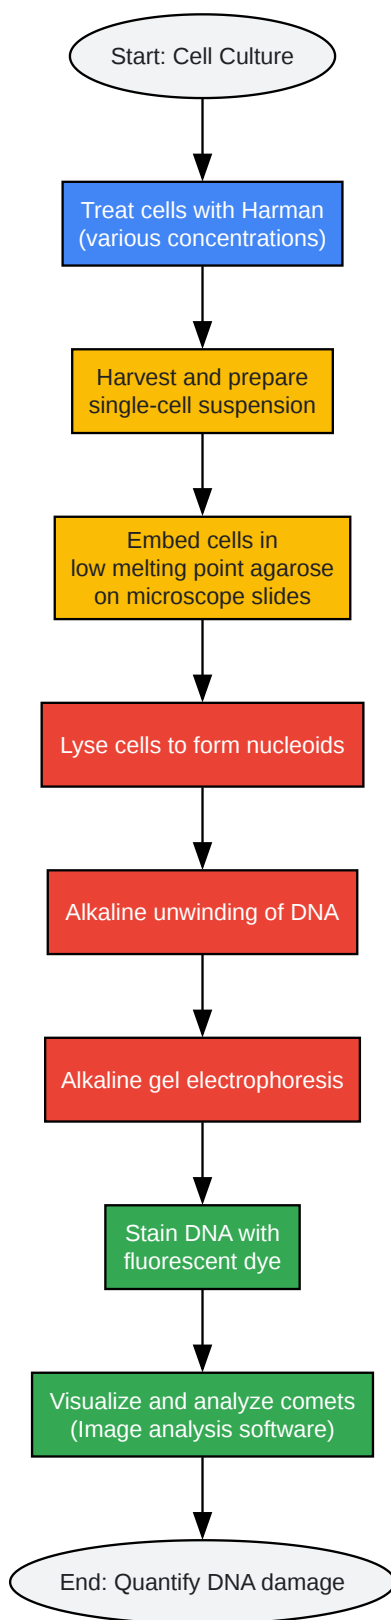 Start: Cell Culture
Treat cells with Harman
(various concentrations)
Harvest and prepare
single-cell suspension
Embed cells in
low melting point agarose
on microscope slides
Lyse cells to form nucleoids
Alkaline unwinding of DNA
Alkaline gel electrophoresis
Stain DNA with
fluorescent dye
Visualize and analyze comets
(Image analysis software)
End: Quantify DNA damage